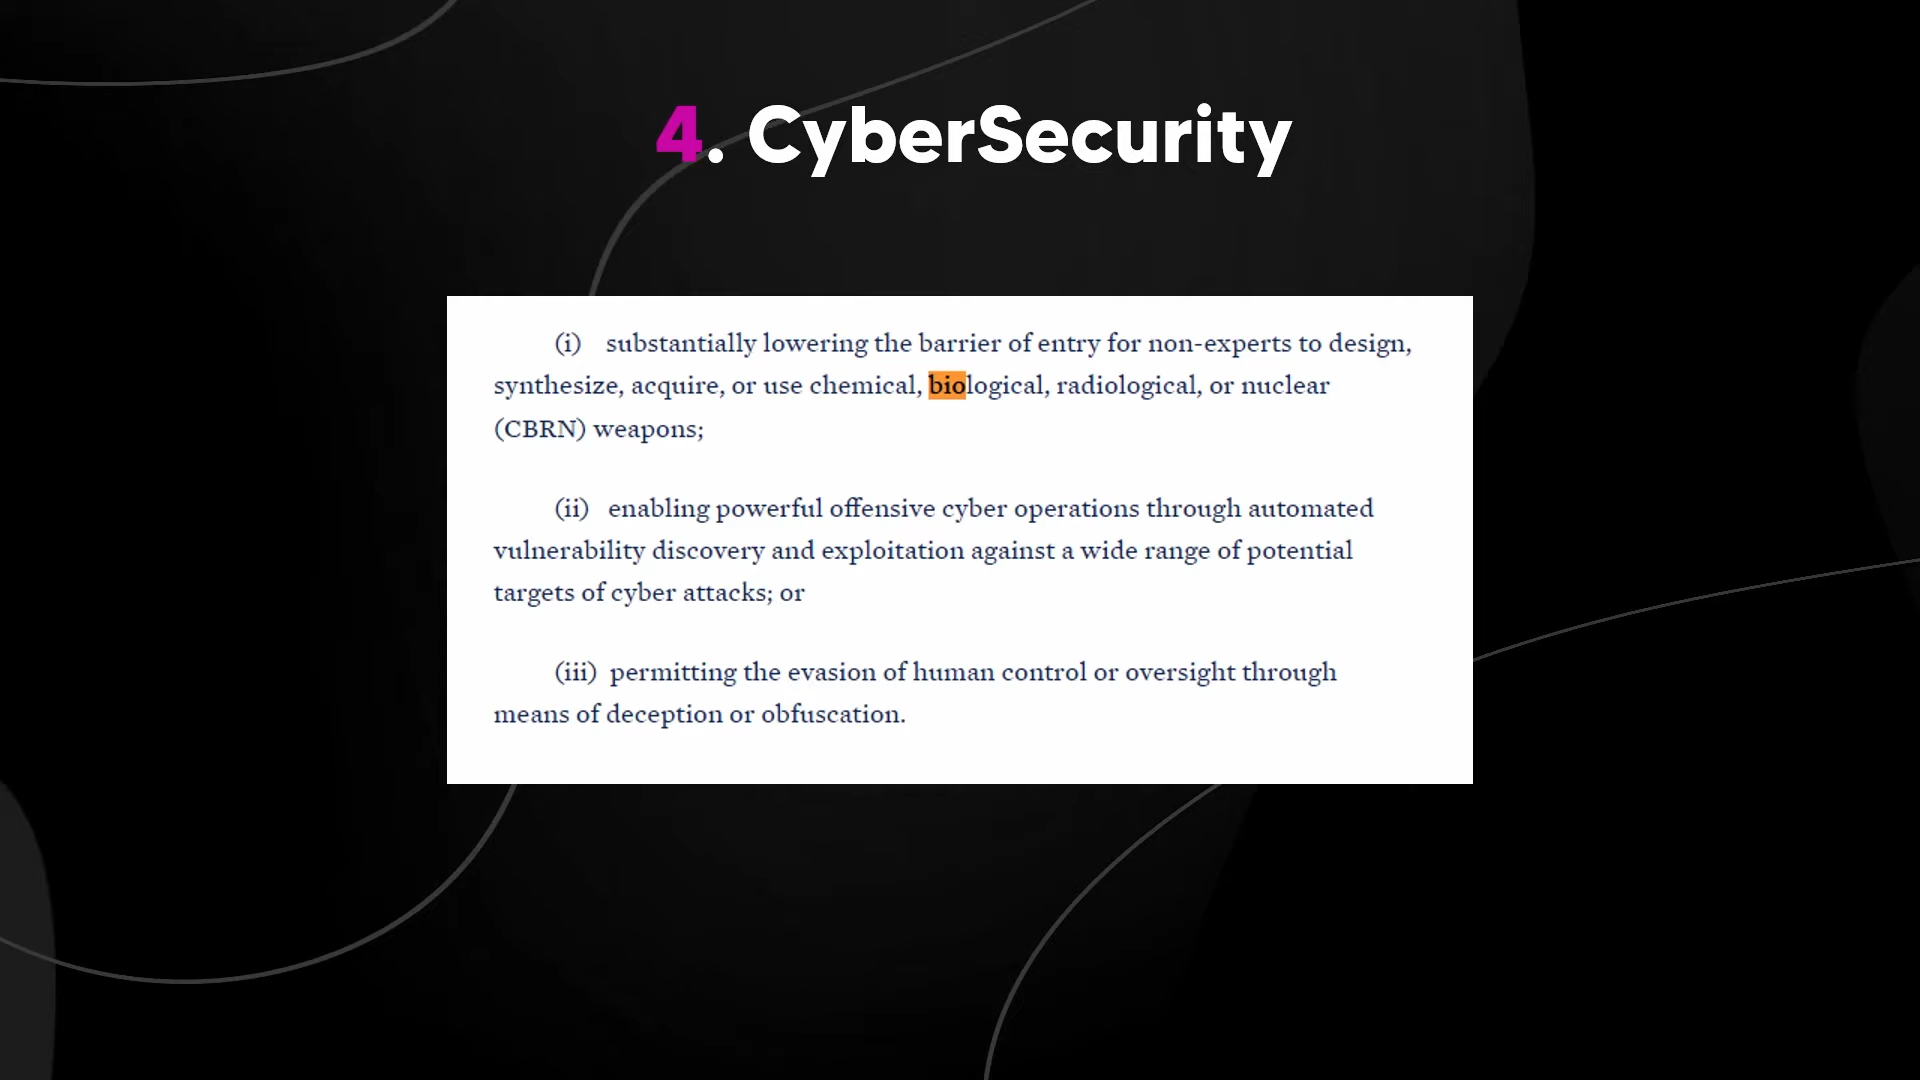 4. CyberSecurity
(i) substantially lowering the barrier of entry for non-experts to design,
synthesize, acquire, or use chemical, biological, radiological, or nuclear
(CBRN) weapons;
(ii) enabling powerful offensive cyber operations through automated
vulnerability discovery and exploitation against a wide range of potential
targets of cyber attacks; or
(iii) permitting the evasion of human control or oversight through
means of deception or obfuscation.